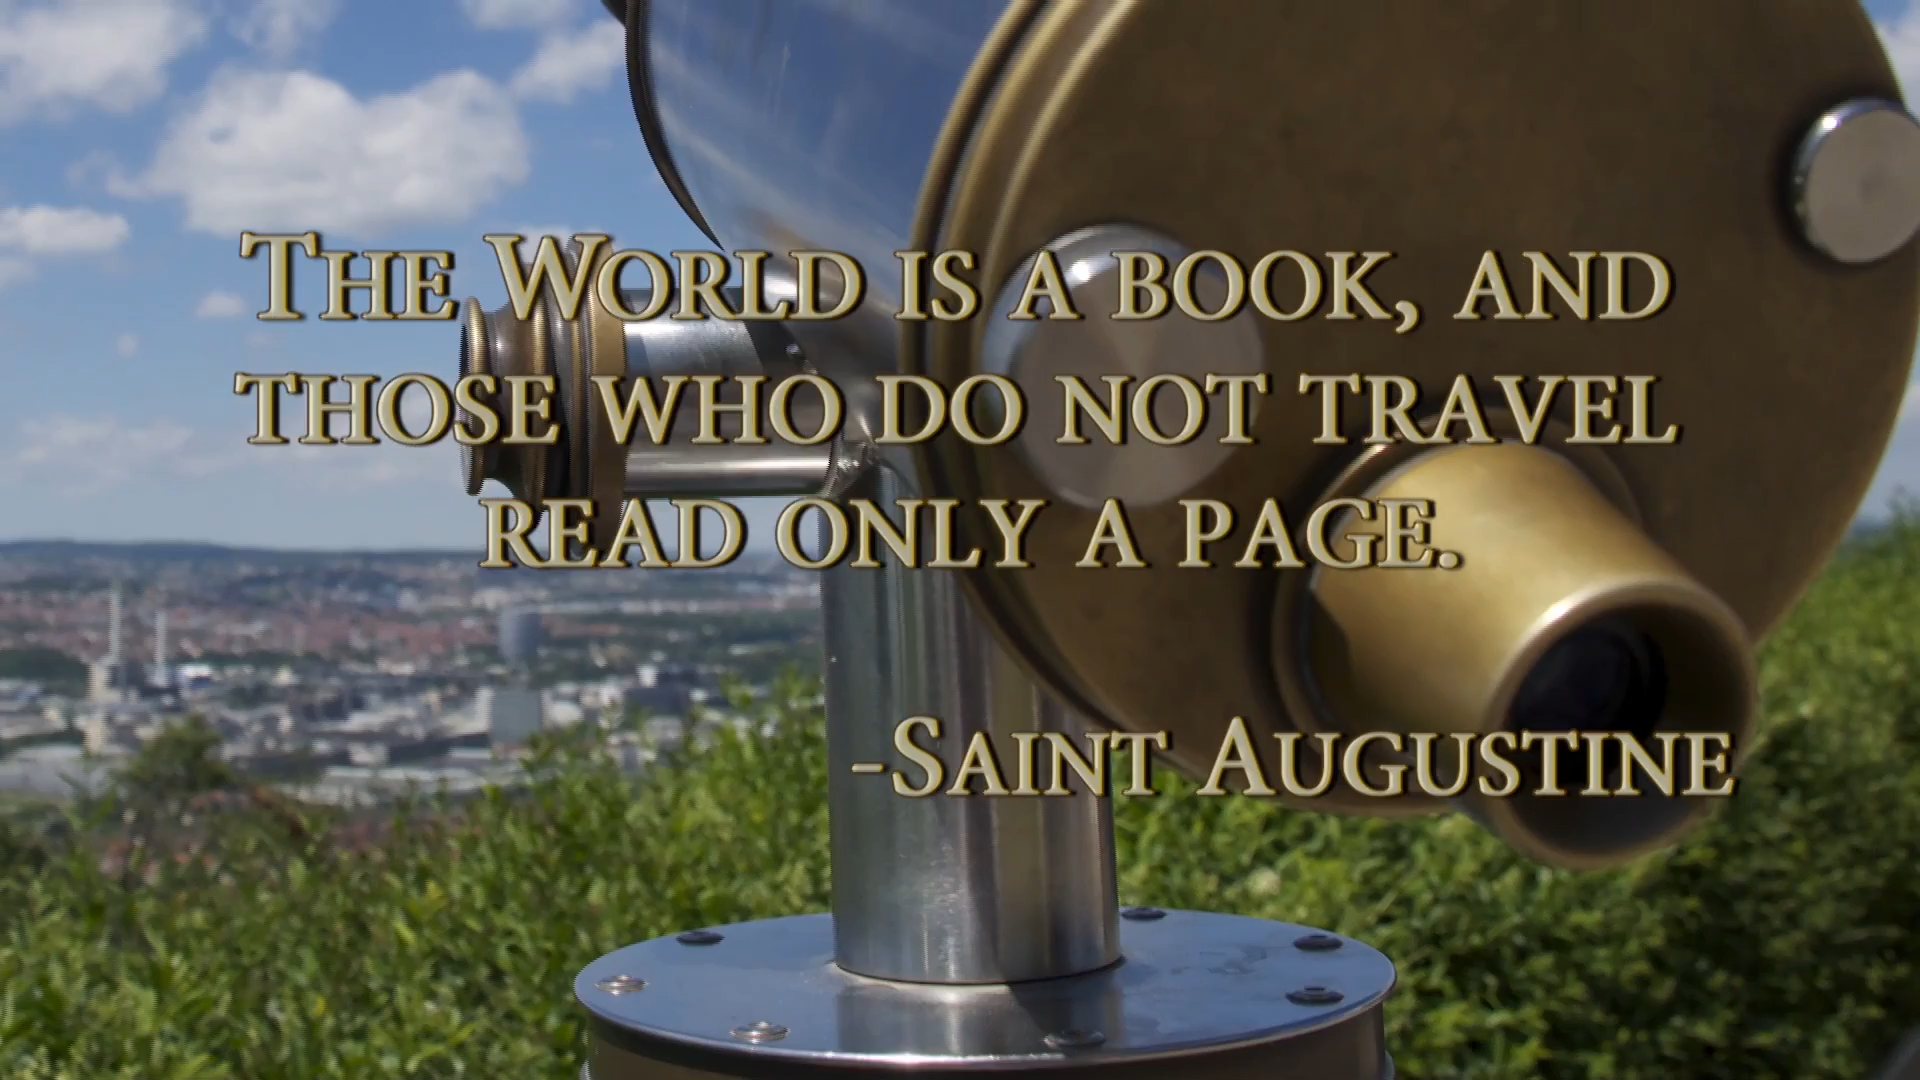 The World is a book, and
those who do not travel
read only a page.
-Saint Augustine